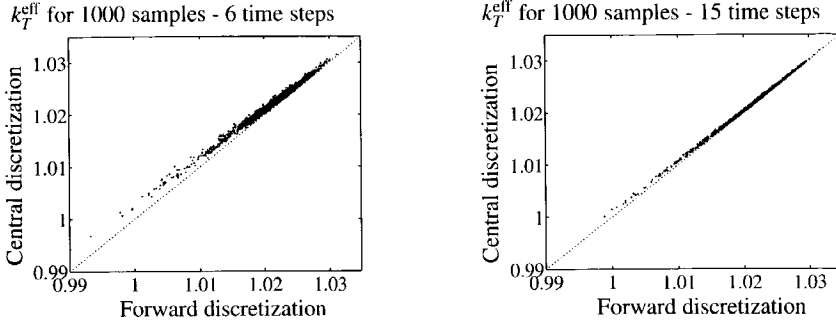 k_T^eff for 1000 samples - 6 time steps
Central discretization
1.03
1.02
1.01
1
0.99
0.99 1 1.01 1.02 1.03
Forward discretization
k_T^eff for 1000 samples - 15 time steps
Central discretization
1.03
1.02
1.01
1
0.99
0.99 1 1.01 1.02 1.03
Forward discretization